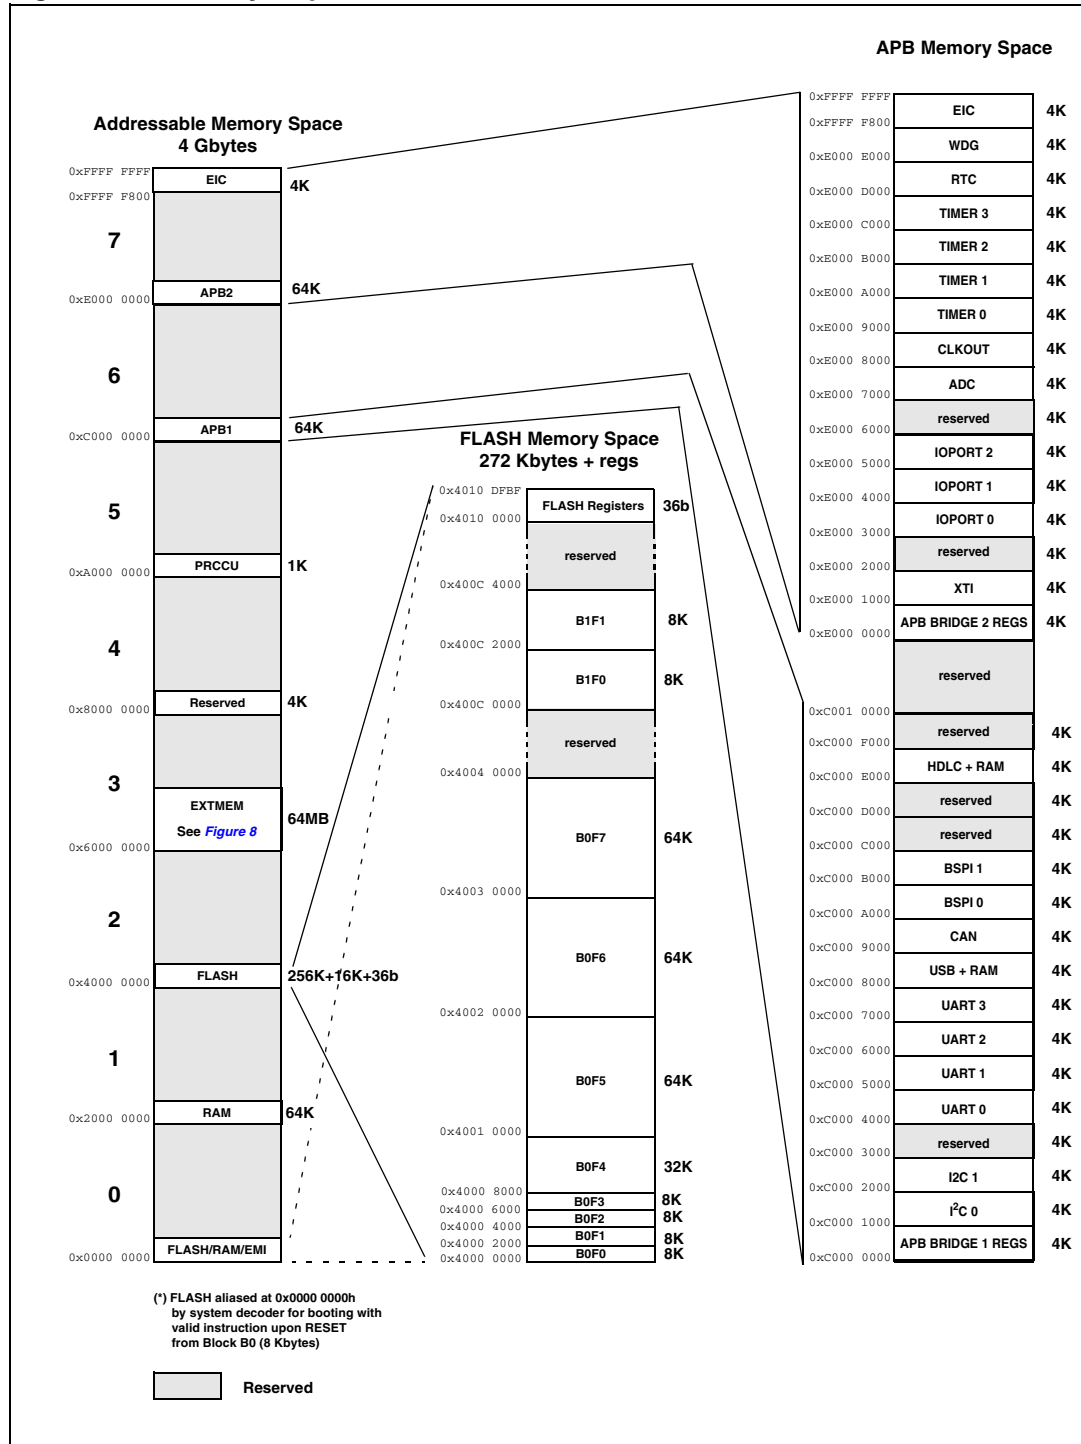 APB Memory Space
Addressable Memory Space
4 Gbytes
0xFFFF FFFF
EIC
4K
0xFFFF F800
7
APB2
64K
0xE000 0000
6
APB1
64K
0xC000 0000
5
PRCCU
1K
0xA000 0000
4
Reserved
4K
0x8000 0000
3
EXTMEM
See Figure 8
64MB
0x6000 0000
2
FLASH
256K+16K+36b
0x4000 0000
1
RAM
64K
0x2000 0000
0
FLASH/RAM/EMI
0x0000 0000
FLASH Memory Space
272 Kbytes + regs
0x4010 DFBF
FLASH Registers
36b
0x4010 0000
reserved
0x400C 4000
B1F1
8K
0x400C 2000
B1F0
8K
0x400C 0000
reserved
0x4004 0000
B0F7
64K
0x4003 0000
B0F6
64K
0x4002 0000
B0F5
64K
0x4001 0000
B0F4
32K
0x4000 8000
B0F3
8K
0x4000 6000
B0F2
8K
0x4000 4000
B0F1
8K
0x4000 2000
B0F0
8K
0x4000 0000
0xFFFF FFFF
EIC
4K
0xFFFF F800
WDG
4K
0xE000 E000
RTC
4K
0xE000 D000
TIMER 3
4K
0xE000 C000
TIMER 2
4K
0xE000 B000
TIMER 1
4K
0xE000 A000
TIMER 0
4K
0xE000 9000
CLKOUT
4K
0xE000 8000
ADC
4K
0xE000 7000
reserved
4K
0xE000 6000
IOPORT 2
4K
0xE000 5000
IOPORT 1
4K
0xE000 4000
IOPORT 0
4K
0xE000 3000
reserved
4K
0xE000 2000
XTI
4K
0xE000 1000
APB BRIDGE 2 REGS
4K
0xE000 0000
reserved
0xC001 0000
reserved
4K
0xC000 F000
HDLC + RAM
4K
0xC000 E000
reserved
4K
0xC000 D000
reserved
4K
0xC000 C000
BSPI 1
4K
0xC000 B000
BSPI 0
4K
0xC000 A000
CAN
4K
0xC000 9000
USB + RAM
4K
0xC000 8000
UART 3
4K
0xC000 7000
UART 2
4K
0xC000 6000
UART 1
4K
0xC000 5000
UART 0
4K
0xC000 4000
reserved
4K
0xC000 3000
I2C 1
4K
0xC000 2000
I²C 0
4K
0xC000 1000
APB BRIDGE 1 REGS
4K
0xC000 0000
(*) FLASH aliased at 0x0000 0000h
by system decoder for booting with
valid instruction upon RESET
from Block B0 (8 Kbytes)
Reserved